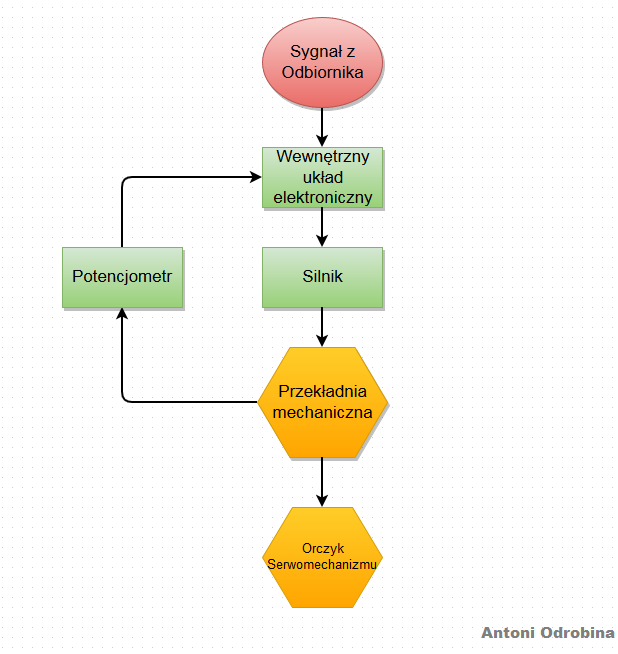 Sygnał z
Odbiornika
Wewnętrzny
układ
elektroniczny
Potencjometr
Silnik
Przekładnia
mechaniczna
Orczyk
Serwomechanizmu
Antoni Odrobina